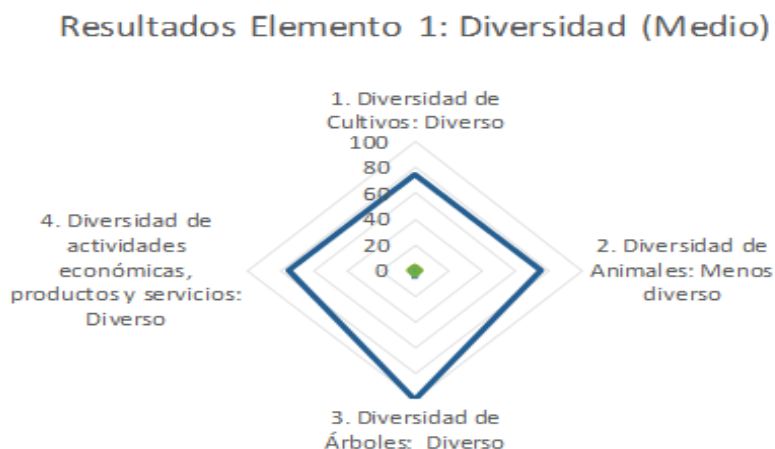 Resultados Elemento 1: Diversidad (Medio)
1. Diversidad de
Cultivos: Diverso
100
80
60
40
20
0
4. Diversidad de
actividades
económicas,
productos y servicios:
Diverso
2. Diversidad de
Animales: Menos
diverso
3. Diversidad de
Árboles: Diverso